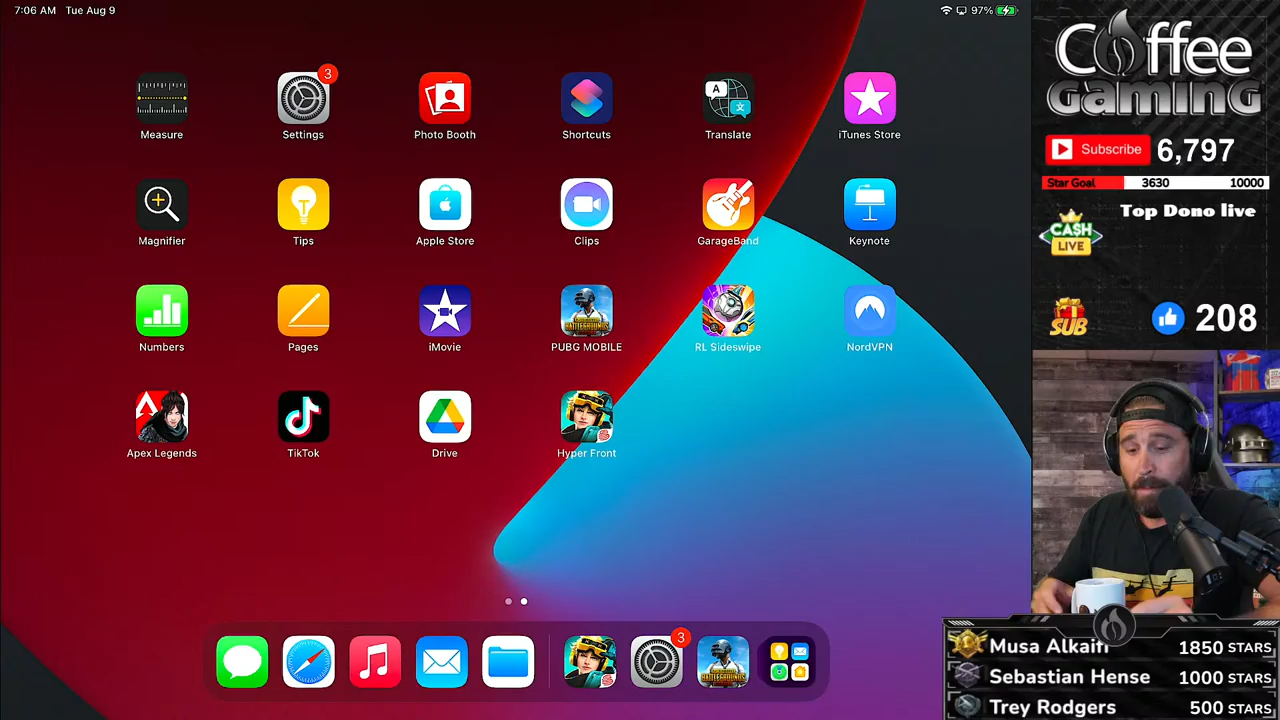 7:06 AM Tue Aug 9
97%
Measure
Settings
3
Photo Booth
Shortcuts
Translate
iTunes Store
Magnifier
Tips
Apple Store
Clips
GarageBand
Keynote
Numbers
Pages
iMovie
PUBG MOBILE
RL Sideswipe
NordVPN
Apex Legends
TikTok
Drive
Hyper Front
3
Coffee
GAMING
Subscribe 6,797
Star Goal 3630 10000
Top Dono live
CA$H
LIVE
SUB
208
Musa Alkaifi 1850 STARS
Sebastian Hense 1000 STARS
Trey Rodgers 500 STARS